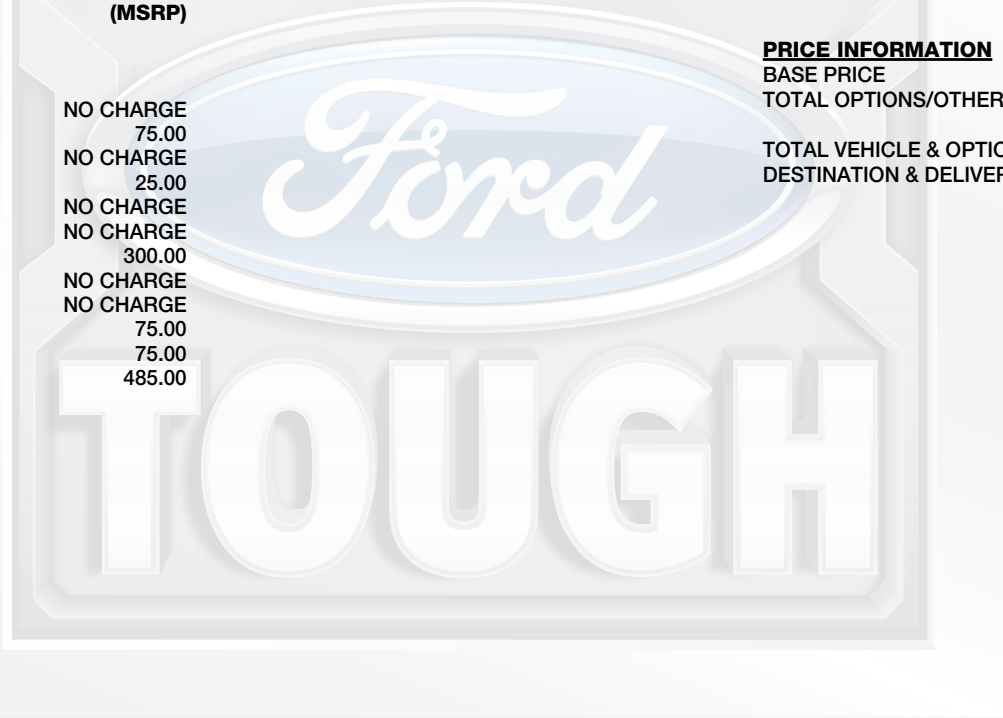 (MSRP)
NO CHARGE
75.00
NO CHARGE
25.00
NO CHARGE
NO CHARGE
300.00
NO CHARGE
NO CHARGE
75.00
75.00
485.00
PRICE INFORMATION
BASE PRICE
TOTAL OPTIONS/OTHER
TOTAL VEHICLE & OPTIO
DESTINATION & DELIVER
Ford
TOUGH